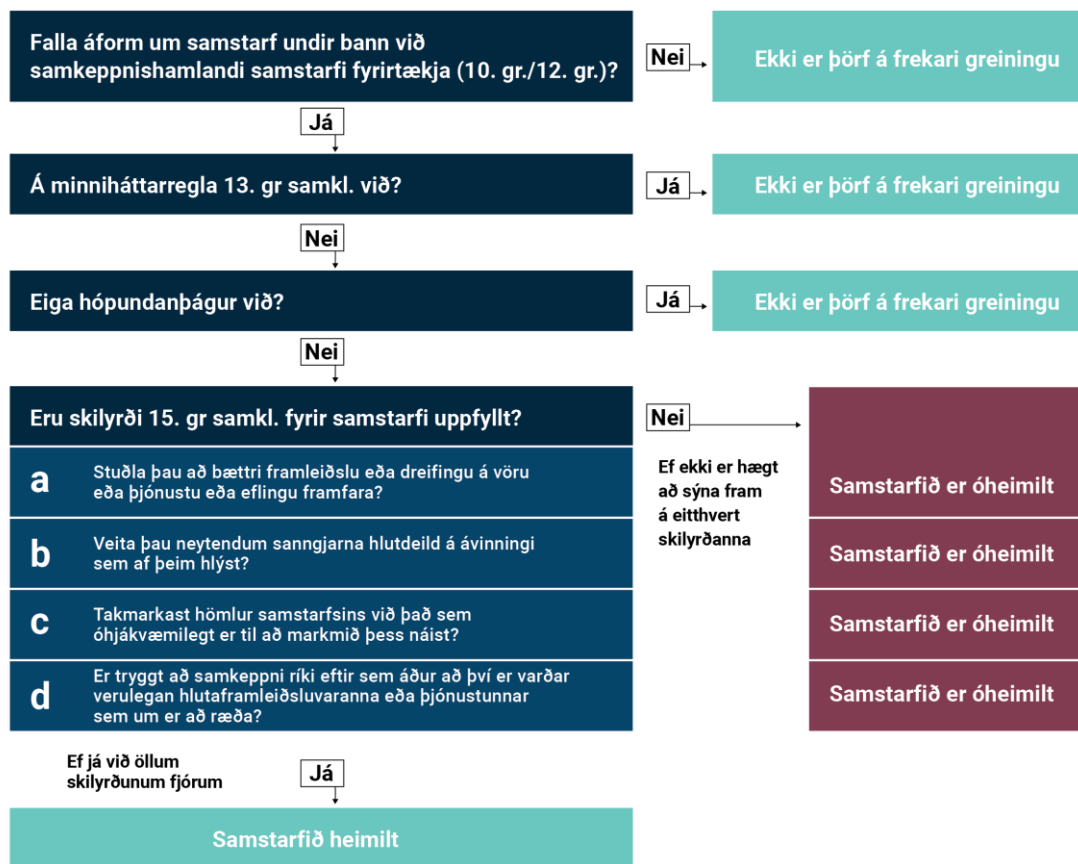 Falla áform um samstarf undir bann við
samkeppnishamlandi samstarfi fyrirtækja (10. gr./12. gr.)?
Nei
Ekki er þörf á frekari greiningu
Já
Á minniháttarregla 13. gr samkl. við?
Já
Ekki er þörf á frekari greiningu
Nei
Eiga hópundanþágur við?
Já
Ekki er þörf á frekari greiningu
Nei
Eru skilyrði 15. gr samkl. fyrir samstarfi uppfyllt?
Nei
Ef ekki er hægt
að sýna fram
á eitthvert
skilyrðanna
a
Stuðla þau að bættri framleiðslu eða dreifingu á vöru
eða þjónustu eða eflingu framfara?
Samstarfið er óheimilt
b
Veita þau neytendum sanngjarna hlutdeild á ávinningi
sem af þeim hlýst?
Samstarfið er óheimilt
c
Takmarkast hömlur samstarfsins við það sem
óhjákvæmilegt er til að markmið þess náist?
Samstarfið er óheimilt
d
Er tryggt að samkeppni ríki eftir sem áður að því er varðar
verulegan hlutaframleiðsluvaranna eða þjónustunnar
sem um er að ræða?
Samstarfið er óheimilt
Ef já við öllum
skilyrðunum fjórum
Já
Samstarfið heimilt